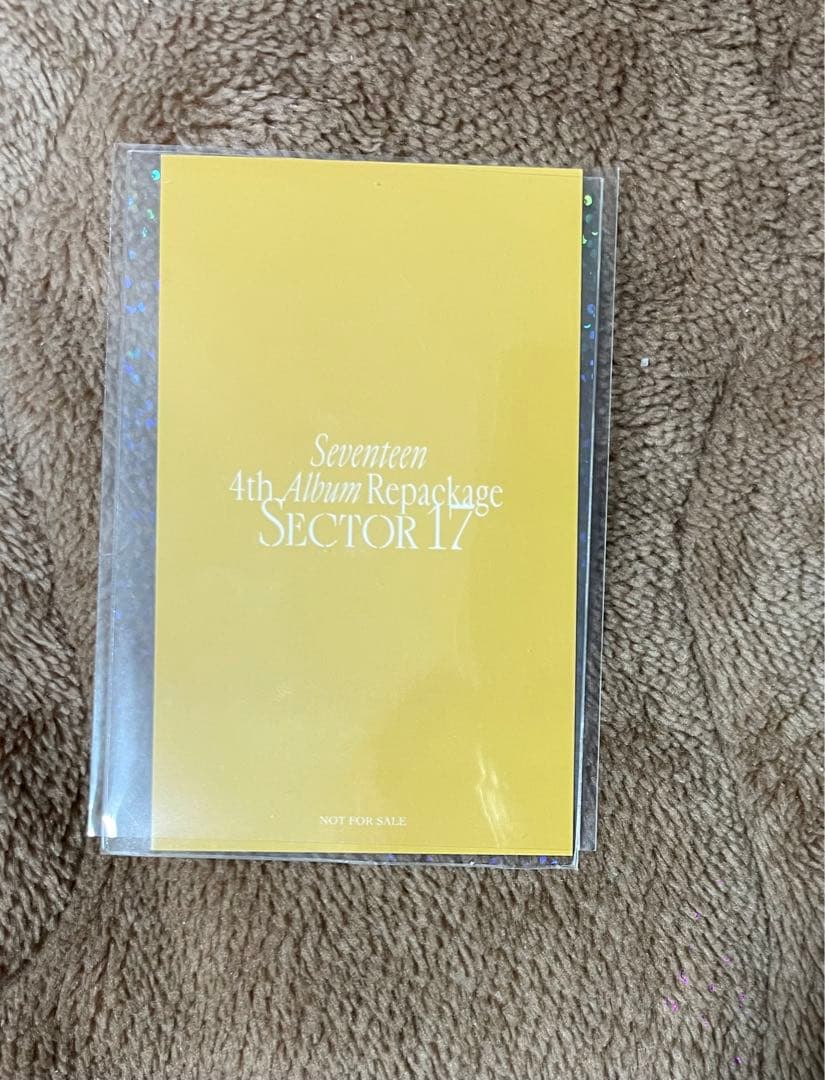 Seventeen
4th Album Repackage
SECTOR 17
NOT FOR SALE